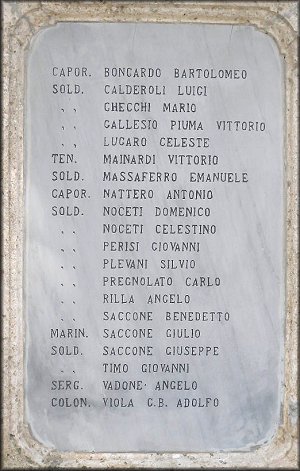 CAPOR. BONCARDO BARTOLOMEO
SOLD. CALDEROLI LUIGI
,, CHECCHI MARIO
,, GALLESIO PIUMA VITTORIO
,, LUGARO CELESTE
TEN. MAINARDI VITTORIO
SOLD. MASSAFERRO EMANUELE
CAPOR. NATTERO ANTONIO
SOLD. NOCETI DOMENICO
,, NOCETI CELESTINO
,, PERISI GIOVANNI
,, PLEVANI SILVIO
,, PREGNOLATO CARLO
,, RILLA ANGELO
,, SACCONE BENEDETTO
MARIN. SACCONE GIULIO
SOLD. SACCONE GIUSEPPE
,, TIMO GIOVANNI
SERG. VADONE ANGELO
COLON. VIOLA G.B. ADOLFO